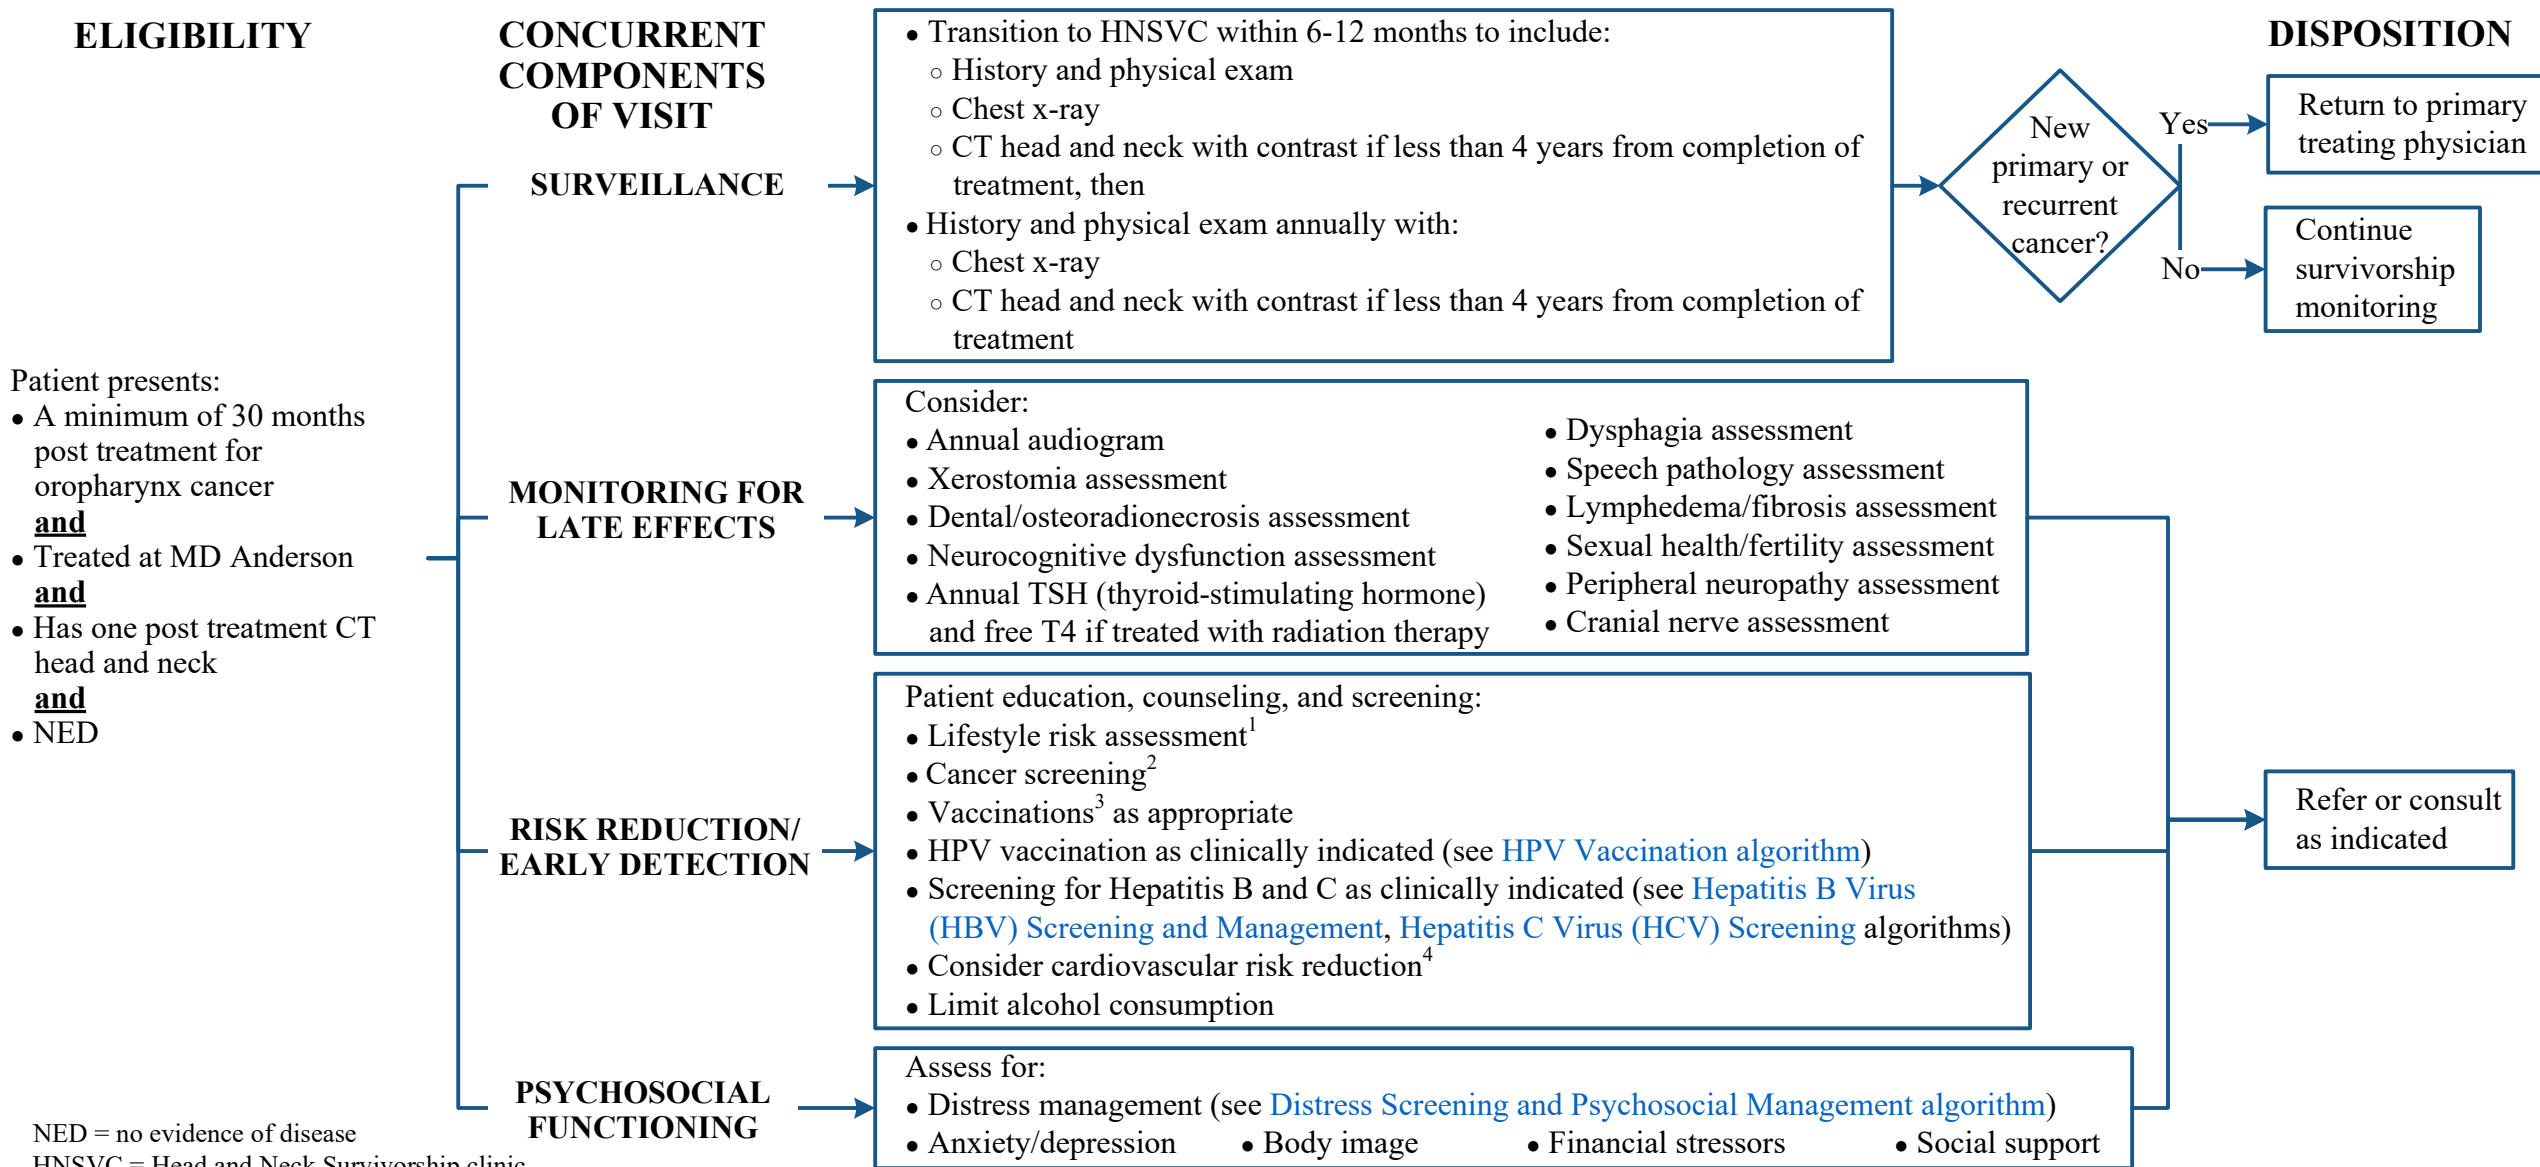 ELIGIBILITY
CONCURRENT
COMPONENTS
OF VISIT
DISPOSITION
Patient presents:
● A minimum of 30 months
post treatment for
oropharynx cancer
and
● Treated at MD Anderson
and
● Has one post treatment CT
head and neck
and
● NED
SURVEILLANCE
● Transition to HNSVC within 6-12 months to include:
○ History and physical exam
○ Chest x-ray
○ CT head and neck with contrast if less than 4 years from completion of
treatment, then
● History and physical exam annually with:
○ Chest x-ray
○ CT head and neck with contrast if less than 4 years from completion of
treatment
New
primary or
recurrent
cancer?
Yes
Return to primary
treating physician
No
Continue
survivorship
monitoring
MONITORING FOR
LATE EFFECTS
Consider:
● Annual audiogram
● Xerostomia assessment
● Dental/osteoradionecrosis assessment
● Neurocognitive dysfunction assessment
● Annual TSH (thyroid-stimulating hormone)
and free T4 if treated with radiation therapy
● Dysphagia assessment
● Speech pathology assessment
● Lymphedema/fibrosis assessment
● Sexual health/fertility assessment
● Peripheral neuropathy assessment
● Cranial nerve assessment
RISK REDUCTION/
EARLY DETECTION
Patient education, counseling, and screening:
● Lifestyle risk assessment1
● Cancer screening2
● Vaccinations3 as appropriate
● HPV vaccination as clinically indicated (see HPV Vaccination algorithm)
● Screening for Hepatitis B and C as clinically indicated (see Hepatitis B Virus
(HBV) Screening and Management, Hepatitis C Virus (HCV) Screening algorithms)
● Consider cardiovascular risk reduction4
● Limit alcohol consumption
Refer or consult
as indicated
PSYCHOSOCIAL
FUNCTIONING
Assess for:
● Distress management (see Distress Screening and Psychosocial Management algorithm)
● Anxiety/depression ● Body image ● Financial stressors ● Social support
NED = no evidence of disease
HNSVC = Head and Neck Survivorship clinic